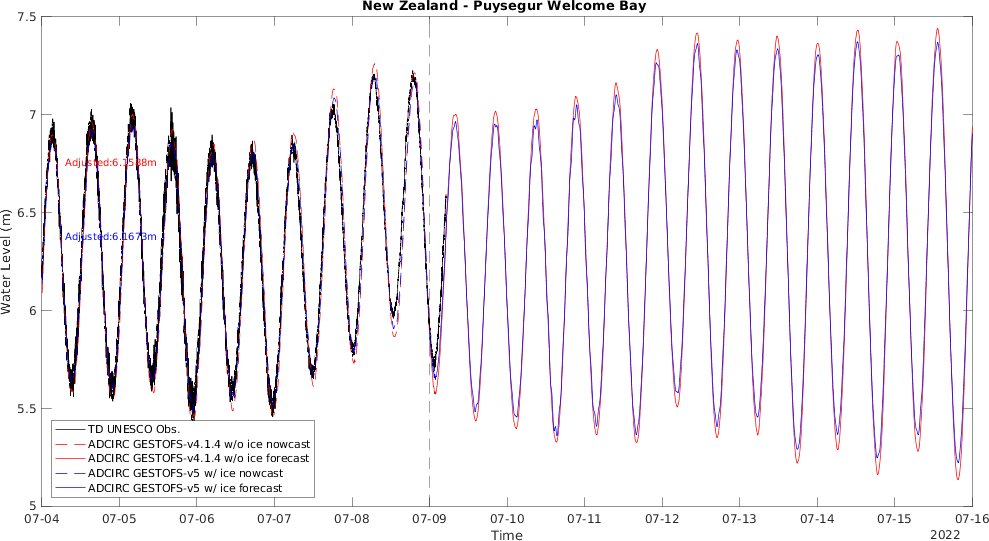 New Zealand - Puysegur Welcome Bay
7.5
7
6.5
6
5.5
5
Water Level (m)
Adjusted:6.1588m
Adjusted:6.1673m
TD UNESCO Obs.
ADCIRC GESTOFS-v4.1.4 w/o ice nowcast
ADCIRC GESTOFS-v4.1.4 w/o ice forecast
ADCIRC GESTOFS-v5 w/ ice nowcast
ADCIRC GESTOFS-v5 w/ ice forecast
07-04 07-05 07-06 07-07 07-08 07-09 07-10 07-11 07-12 07-13 07-14 07-15 07-16
Time
2022